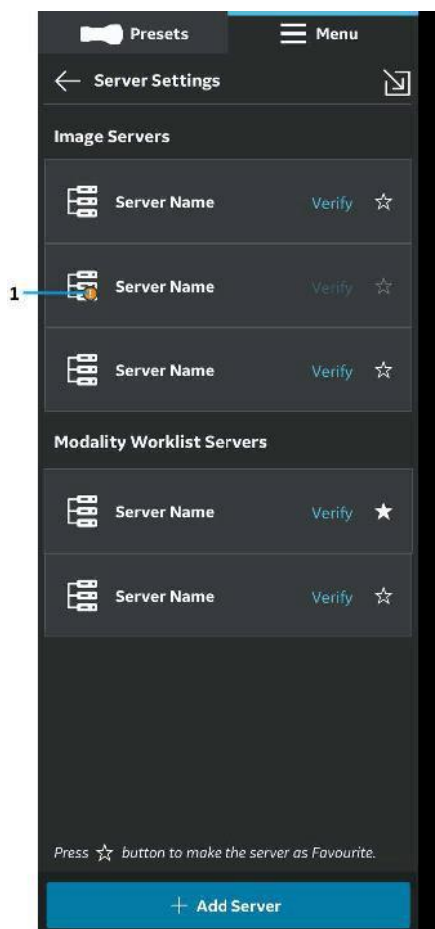 Presets Menu
Server Settings
Image Servers
Server Name Verify
1 Server Name Verify
Server Name Verify
Modality Worklist Servers
Server Name Verify
Server Name Verify
Press ☆ button to make the server as Favourite.
+ Add Server